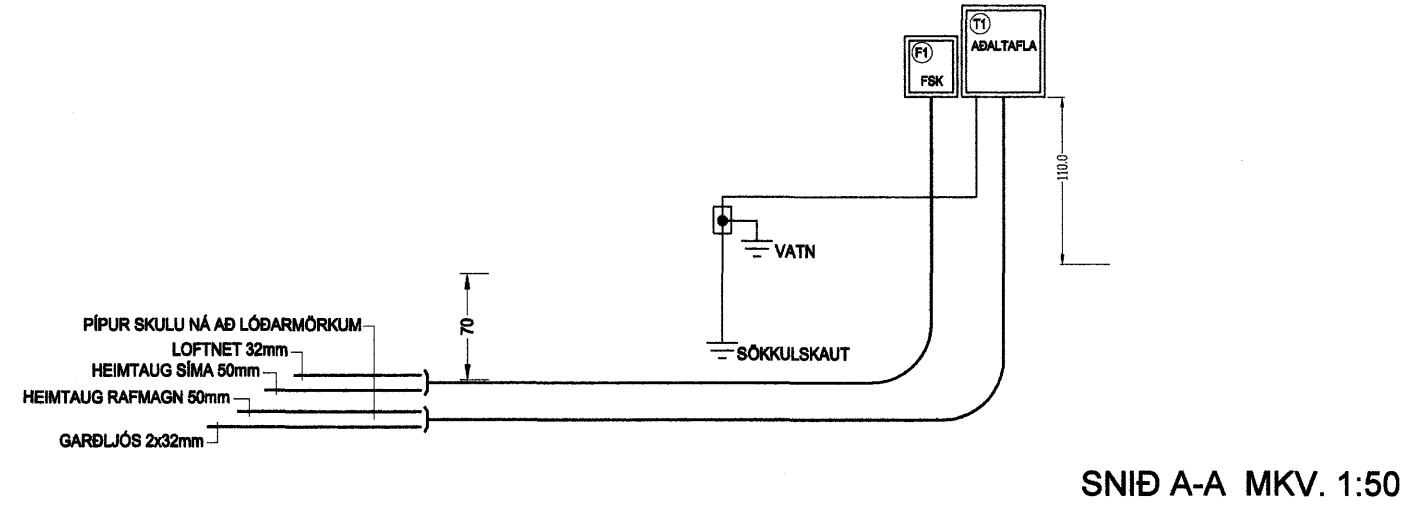 T1
AÐALTAFLA
F1
FSK
110.0
VATN
70
PÍPUR SKULU NÁ AÐ LÓÐARMÖRKUM
LOFTNET 32mm
SÖKKULSKAUT
HEIMTAUG SÍMA 50mm
HEIMTAUG RAFMAGN 50mm
GARÐLJÓS 2x32mm
SNIÐ A-A MKV. 1:50